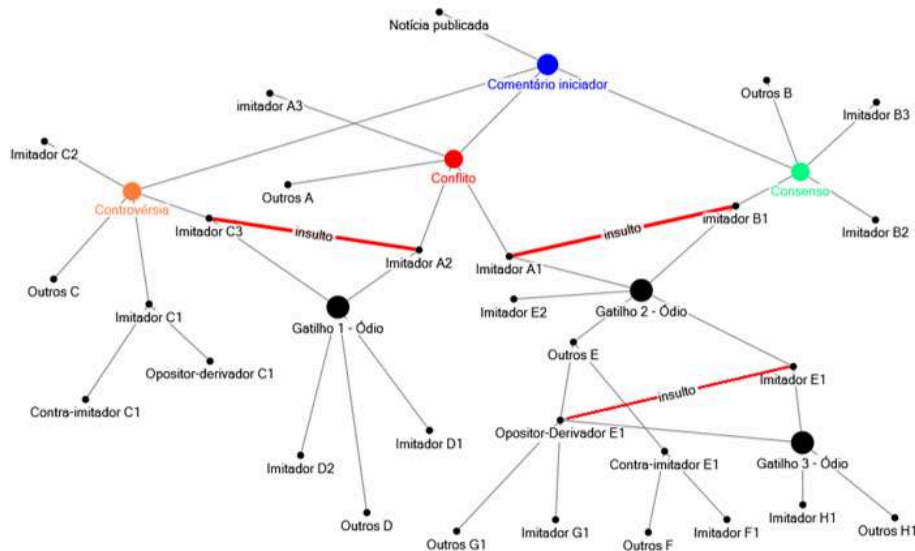 Notícia publicada
Comentário iniciador
Outros B
imitador A3
Imitador B3
Imitador C2
Conflito
Consenso
Outros A
Controvérsia
imitador B1
Imitador C3
insulto
insulto
Imitador B2
Imitador A2
Imitador A1
Outros C
Imitador E2
Gatilho 2 - Ódio
Imitador C1
Gatilho 1 - Ódio
Outros E
Opositor-derivador C1
Imitador E1
insulto
Contra-imitador C1
Opositor-Derivador E1
Imitador D1
Gatilho 3 - Ódio
Imitador D2
Contra-imitador E1
Imitador H1
Outros D
Imitador G1
Imitador F1
Outros H1
Outros G1
Outros F